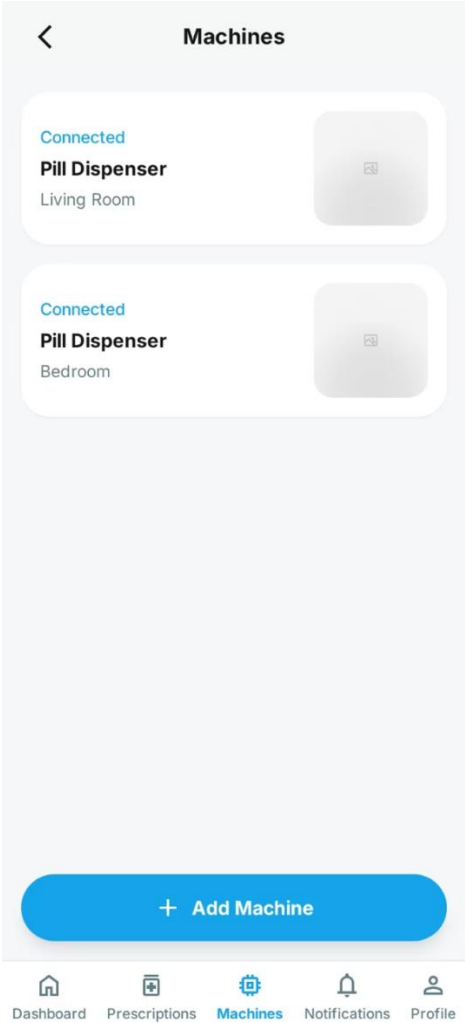 Machines
Connected
Pill Dispenser
Living Room
Connected
Pill Dispenser
Bedroom
+ Add Machine
Dashboard Prescriptions Machines Notifications Profile